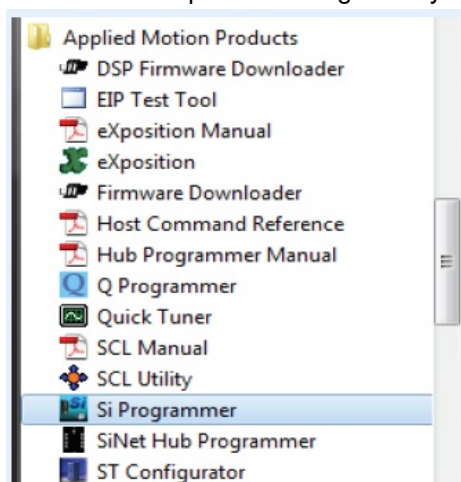 Applied Motion Products
DSP Firmware Downloader
EIP Test Tool
eXposition Manual
eXposition
Firmware Downloader
Host Command Reference
Hub Programmer Manual
Q Programmer
Quick Tuner
SCL Manual
SCL Utility
Si Programmer
SiNet Hub Programmer
ST Configurator